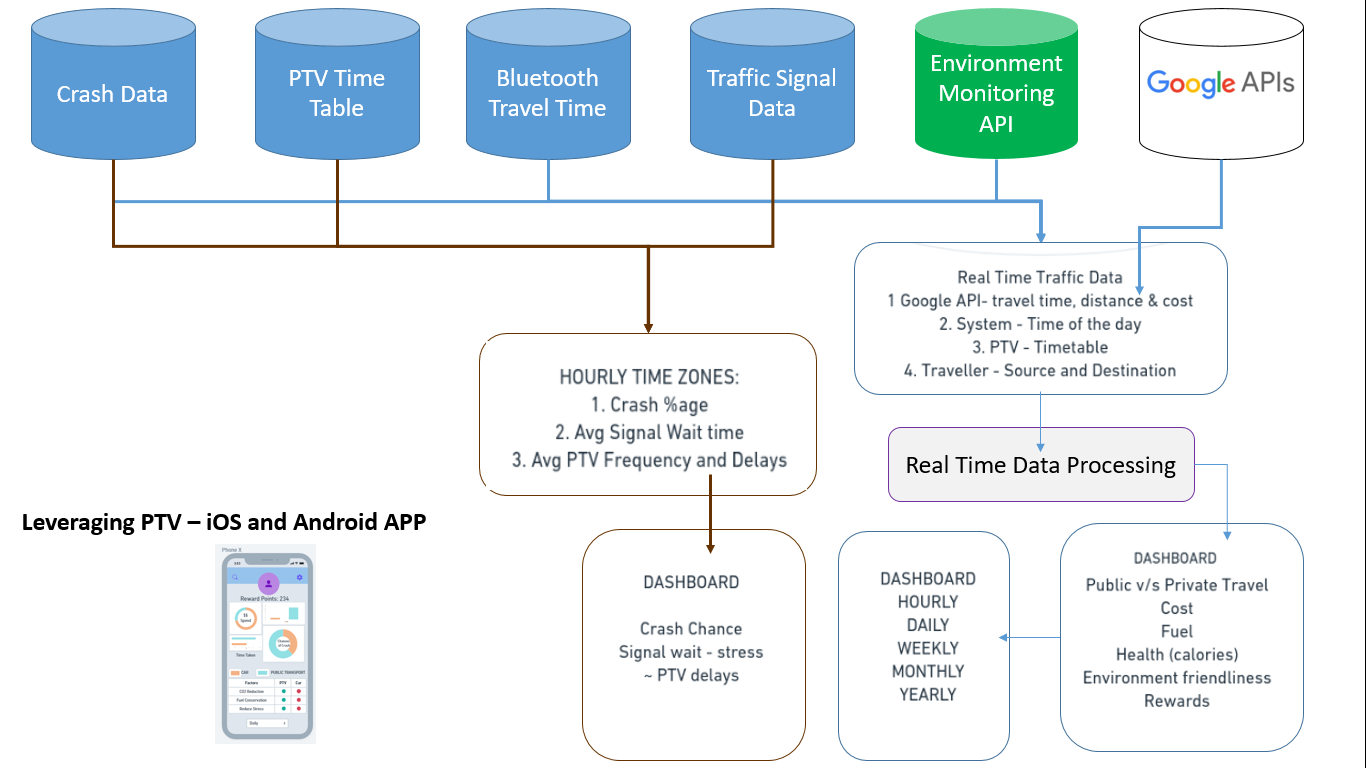 Crash Data
PTV Time
Table
Bluetooth
Travel Time
Traffic Signal
Data
Environment
Monitoring
API
Google APIs
Real Time Traffic Data
1 Google API- travel time, distance & cost
2. System - Time of the day
3. PTV - Timetable
4. Traveller - Source and Destination
HOURLY TIME ZONES:
1. Crash %age
2. Avg Signal Wait time
3. Avg PTV Frequency and Delays
Real Time Data Processing
Leveraging PTV – iOS and Android APP
Reward Points: 234
Spend
Time Taken
CAR
PUBLIC TRANSPORT
Factors PTV Car
CO2 Reduction
Fuel Conservation
Reduce Stress
Daily
DASHBOARD
Crash Chance
Signal wait - stress
~ PTV delays
DASHBOARD
HOURLY
DAILY
WEEKLY
MONTHLY
YEARLY
DASHBOARD
Public v/s Private Travel
Cost
Fuel
Health (calories)
Environment friendliness
Rewards